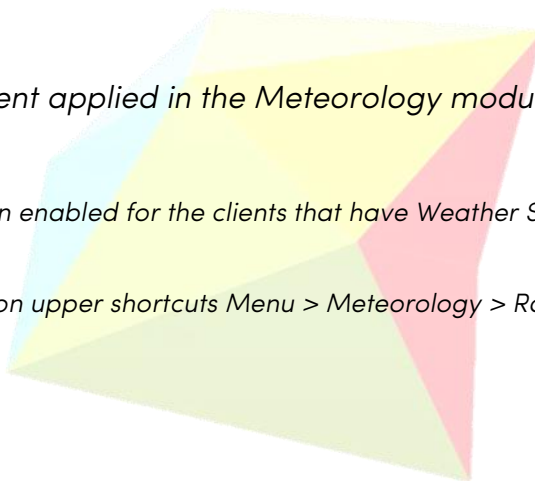 ent applied in the Meteorology modu
n enabled for the clients that have Weather S
on upper shortcuts Menu > Meteorology > Ra